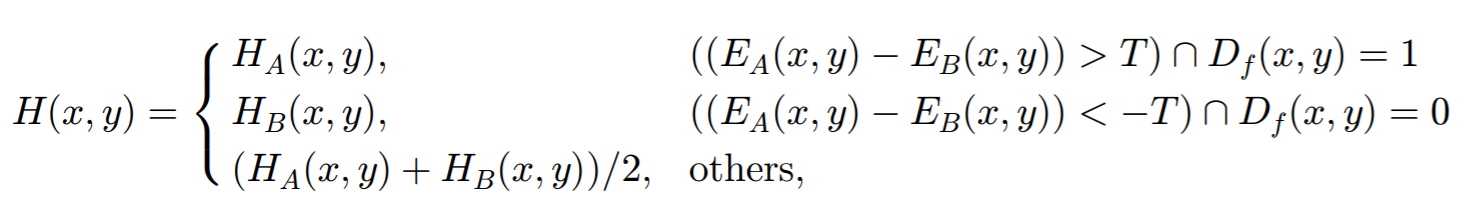 H_A(x, y), ((E_A(x, y) − E_B(x, y)) > T) ∩ D_f(x, y) = 1
H(x, y) = { H_B(x, y), ((E_A(x, y) − E_B(x, y)) < −T) ∩ D_f(x, y) = 0
(H_A(x, y) + H_B(x, y))/2, others,